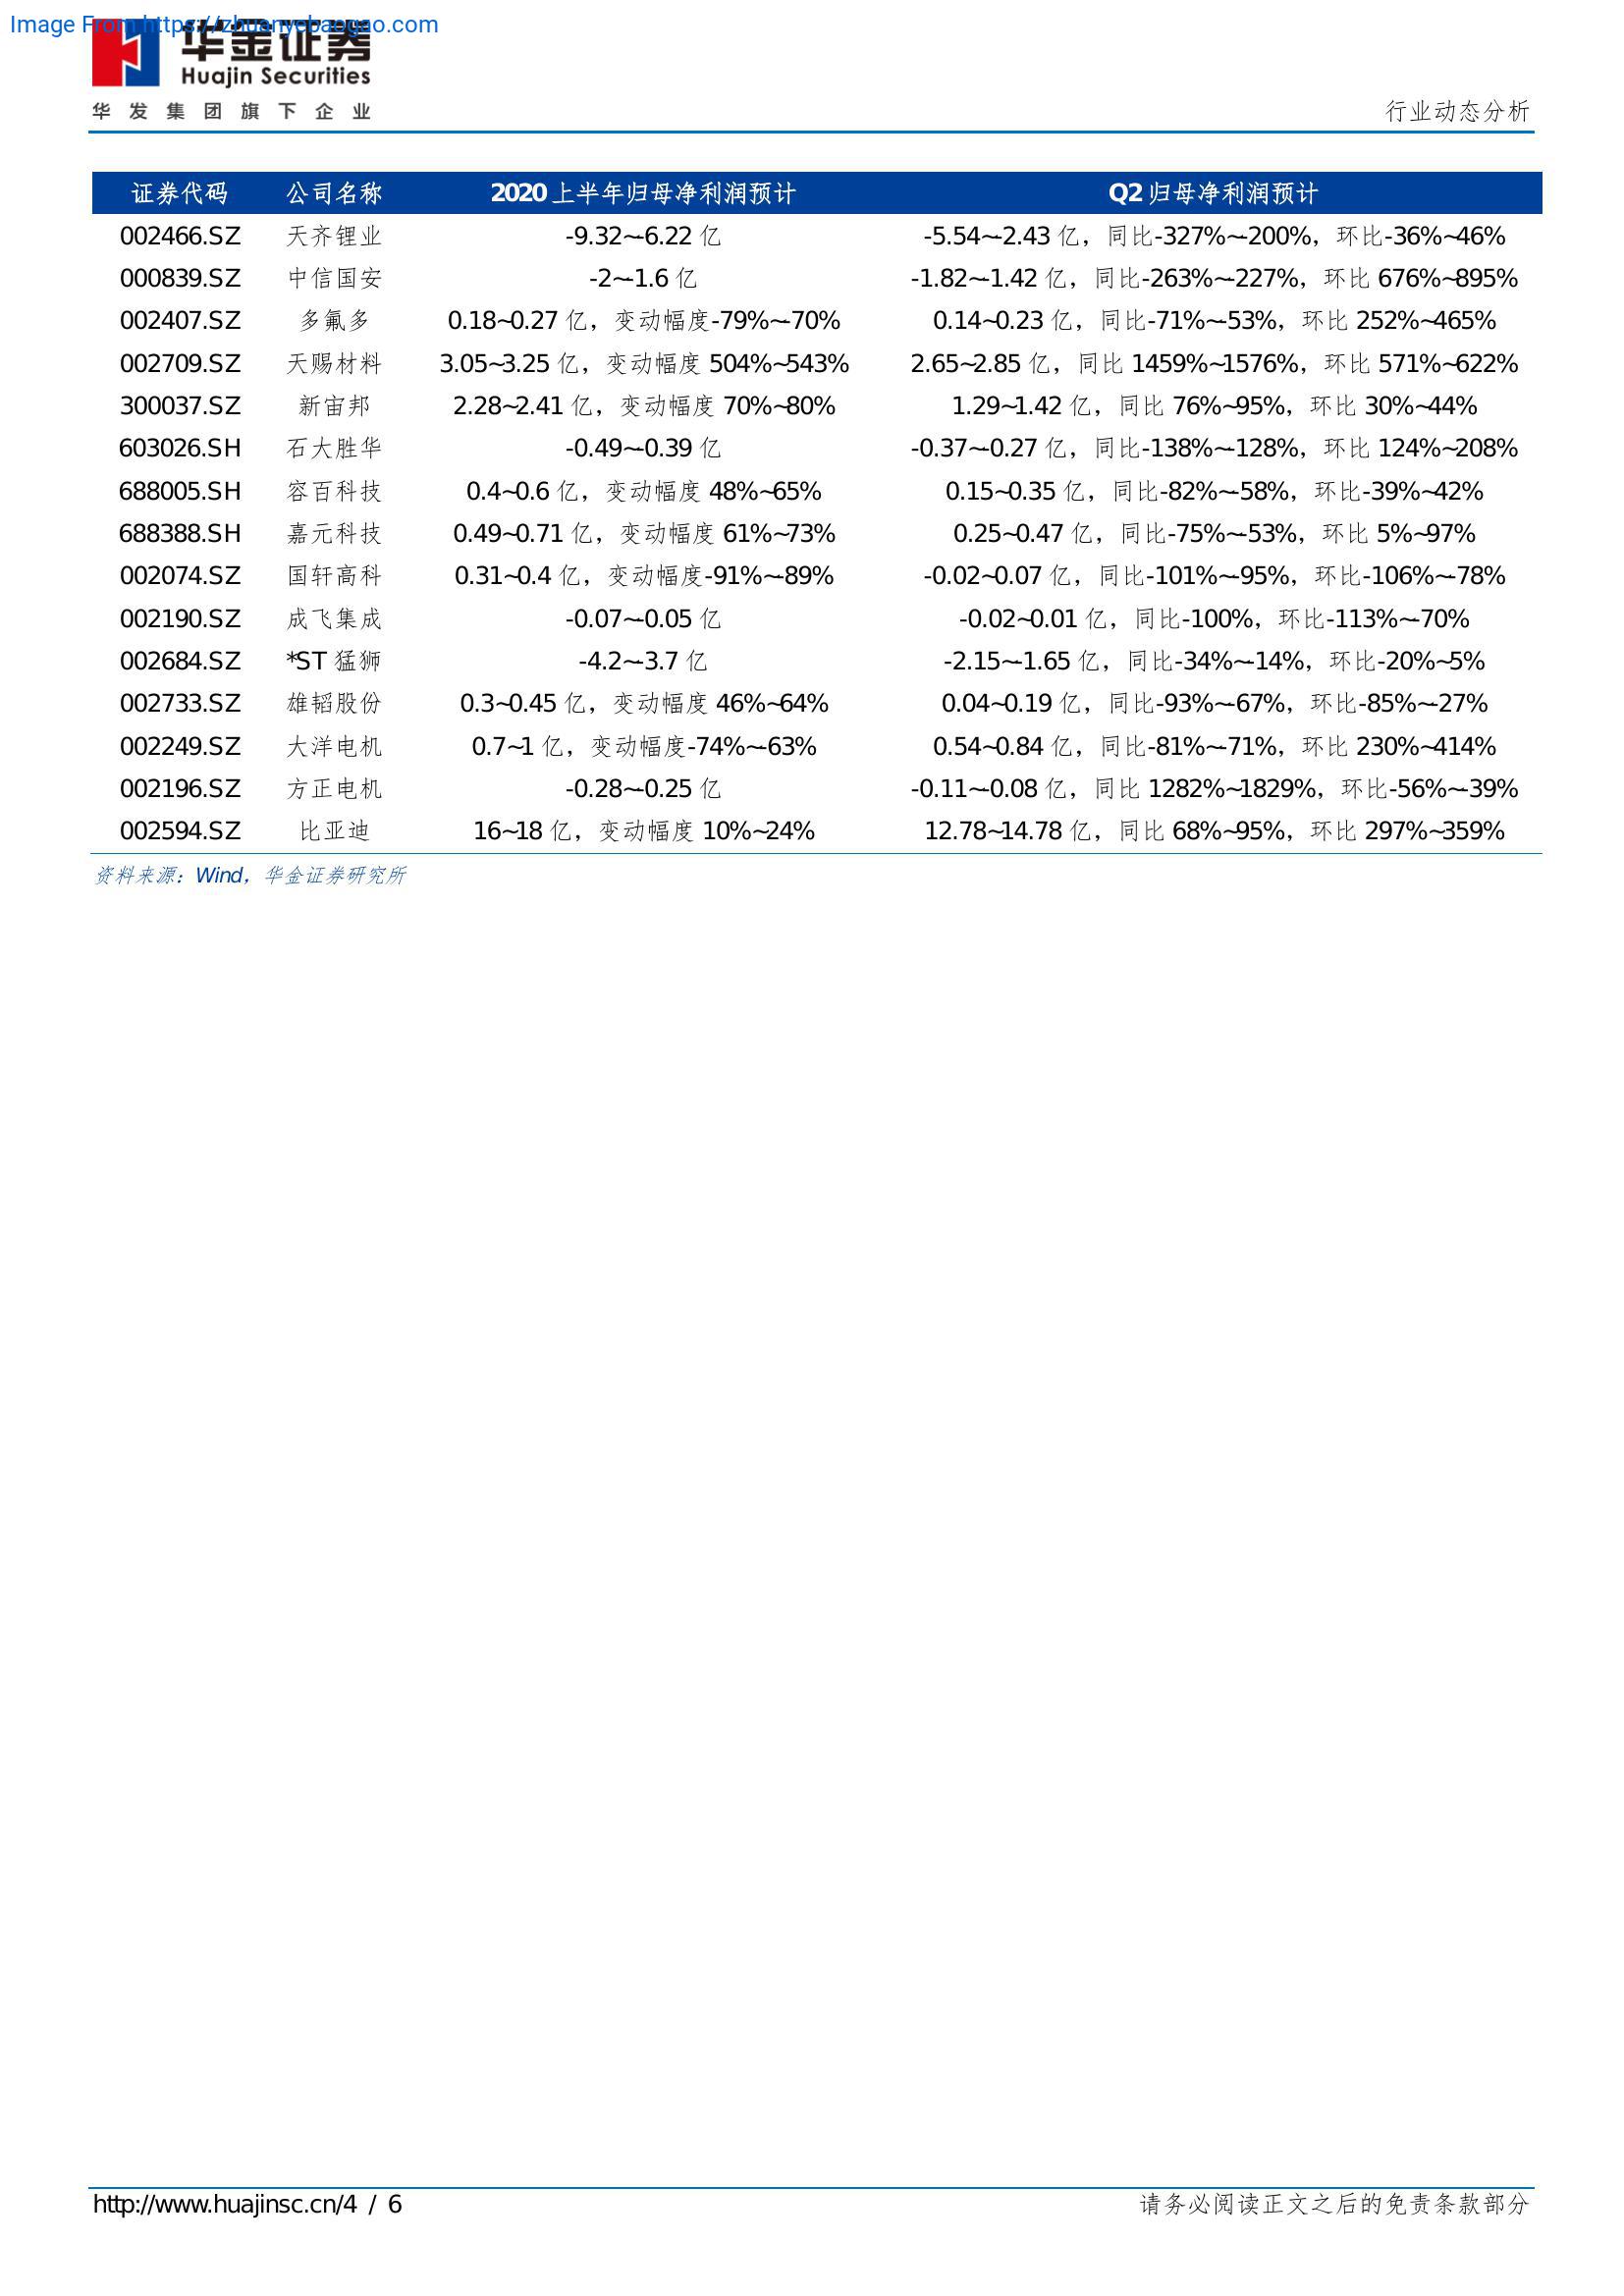 Image From https://zhuanyebaogao.com
华金证券
Huajin Securities
华发集团旗下企业
行业动态分析
证券代码 公司名称 2020 上半年归母净利润预计 Q2 归母净利润预计
002466.SZ 天齐锂业 -9.32~-6.22 亿 -5.54~-2.43 亿，同比-327%~-200%，环比-36%~46%
000839.SZ 中信国安 -2~-1.6 亿 -1.82~-1.42 亿，同比-263%~-227%，环比 676%~895%
002407.SZ 多氟多 0.18~0.27 亿，变动幅度-79%~-70% 0.14~0.23 亿，同比-71%~-53%，环比 252%~465%
002709.SZ 天赐材料 3.05~3.25 亿，变动幅度 504%~543% 2.65~2.85 亿，同比 1459%~1576%，环比 571%~622%
300037.SZ 新宙邦 2.28~2.41 亿，变动幅度 70%~80% 1.29~1.42 亿，同比 76%~95%，环比 30%~44%
603026.SH 石大胜华 -0.49~-0.39 亿 -0.37~-0.27 亿，同比-138%~-128%，环比 124%~208%
688005.SH 容百科技 0.4~0.6 亿，变动幅度 48%~65% 0.15~0.35 亿，同比-82%~-58%，环比-39%~42%
688388.SH 嘉元科技 0.49~0.71 亿，变动幅度 61%~73% 0.25~0.47 亿，同比-75%~-53%，环比 5%~97%
002074.SZ 国轩高科 0.31~0.4 亿，变动幅度-91%~-89% -0.02~0.07 亿，同比-101%~-95%，环比-106%~-78%
002190.SZ 成飞集成 -0.07~-0.05 亿 -0.02~0.01 亿，同比-100%，环比-113%~-70%
002684.SZ *ST 猛狮 -4.2~-3.7 亿 -2.15~-1.65 亿，同比-34%~-14%，环比-20%~5%
002733.SZ 雄韬股份 0.3~0.45 亿，变动幅度 46%~64% 0.04~0.19 亿，同比-93%~-67%，环比-85%~-27%
002249.SZ 大洋电机 0.7~1 亿，变动幅度-74%~-63% 0.54~0.84 亿，同比-81%~-71%，环比 230%~414%
002196.SZ 方正电机 -0.28~-0.25 亿 -0.11~-0.08 亿，同比 1282%~1829%，环比-56%~-39%
002594.SZ 比亚迪 16~18 亿，变动幅度 10%~24% 12.78~14.78 亿，同比 68%~95%，环比 297%~359%
资料来源：Wind，华金证券研究所
http://www.huajinsc.cn/4 / 6
请务必阅读正文之后的免责条款部分